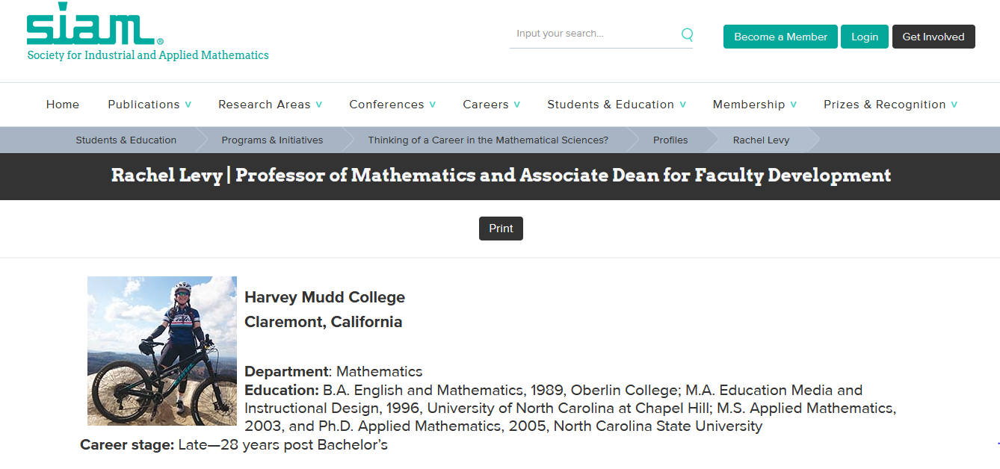 siam®
Society for Industrial and Applied Mathematics
Input your search...
Become a Member
Login
Get Involved
Home
Publications
Research Areas
Conferences
Careers
Students & Education
Membership
Prizes & Recognition
Students & Education
Programs & Initiatives
Thinking of a Career in the Mathematical Sciences?
Profiles
Rachel Levy
Rachel Levy | Professor of Mathematics and Associate Dean for Faculty Development
Print
Harvey Mudd College
Claremont, California
Department: Mathematics
Education: B.A. English and Mathematics, 1989, Oberlin College; M.A. Education Media and
Instructional Design, 1996, University of North Carolina at Chapel Hill; M.S. Applied Mathematics,
2003, and Ph.D. Applied Mathematics, 2005, North Carolina State University
Career stage: Late—28 years post Bachelor’s